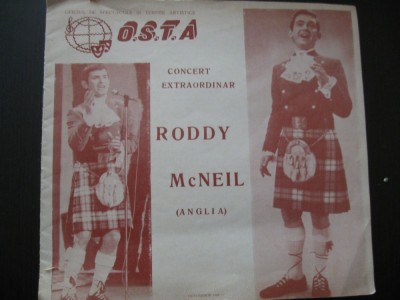 O.S.T.A
CONCERT
EXTRAORDINAR
RODDY
McNEIL
(ANGLIA)